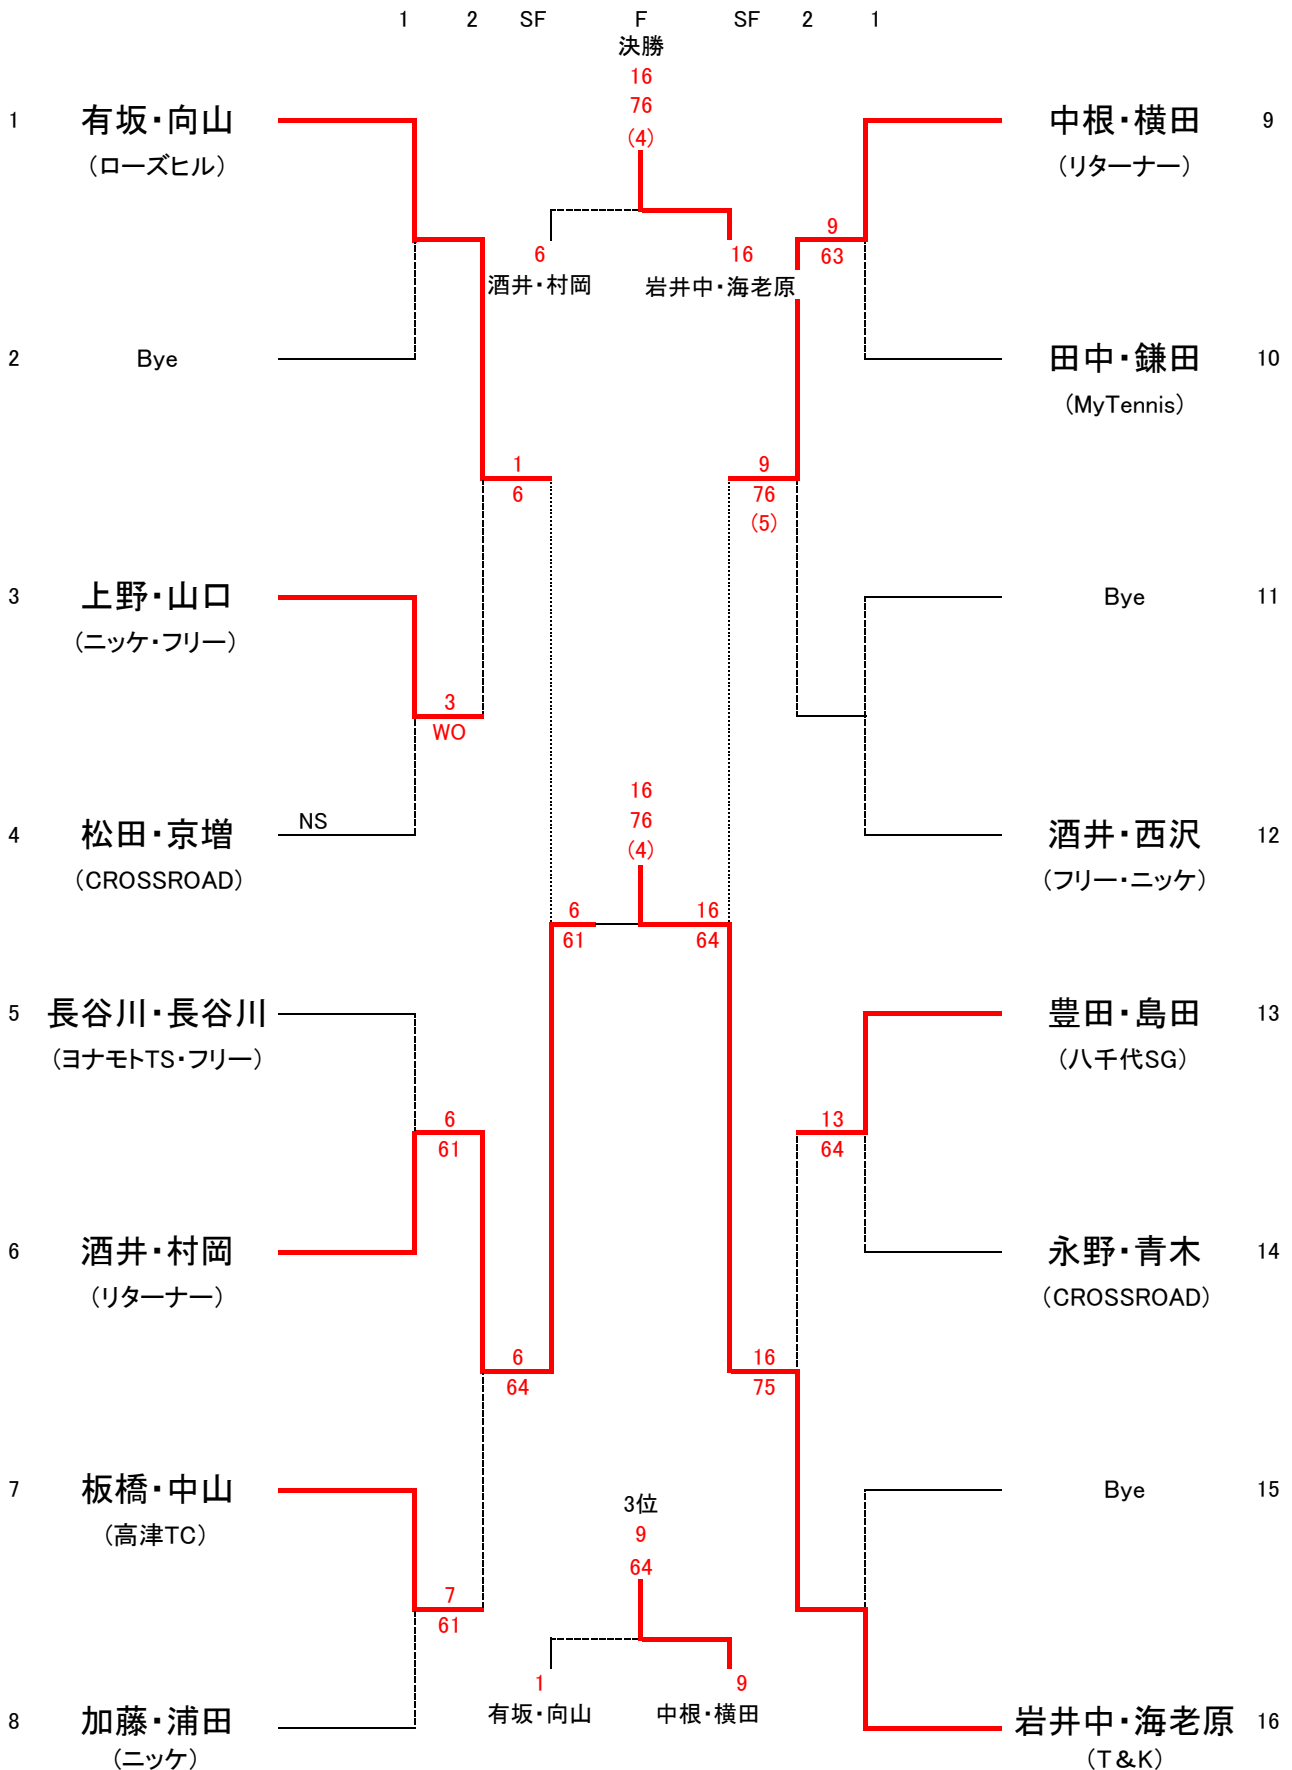 1 2 SF F SF 2 1
決勝
16
76
(4)
1 有坂・向山
(ローズヒル)
中根・横田 9
(リターナー)
6 16
酒井・村岡 岩井中・海老原
9
63
2 Bye
田中・鎌田 10
(MyTennis)
1
6
9
76
(5)
3 上野・山口
(ニッケ・フリー)
Bye 11
3
WO
16
76
(4)
4 松田・京増 NS
(CROSSROAD)
酒井・西沢 12
(フリー・ニッケ)
6
61
16
64
5 長谷川・長谷川
(ヨナモトTS・フリー)
豊田・島田 13
(八千代SG)
6
61
13
64
6 酒井・村岡
(リターナー)
永野・青木 14
(CROSSROAD)
6
64
16
75
7 板橋・中山
(高津TC)
Bye 15
3位
9
64
7
61
1 9
有坂・向山 中根・横田
8 加藤・浦田
(ニッケ)
岩井中・海老原 16
(T&K)